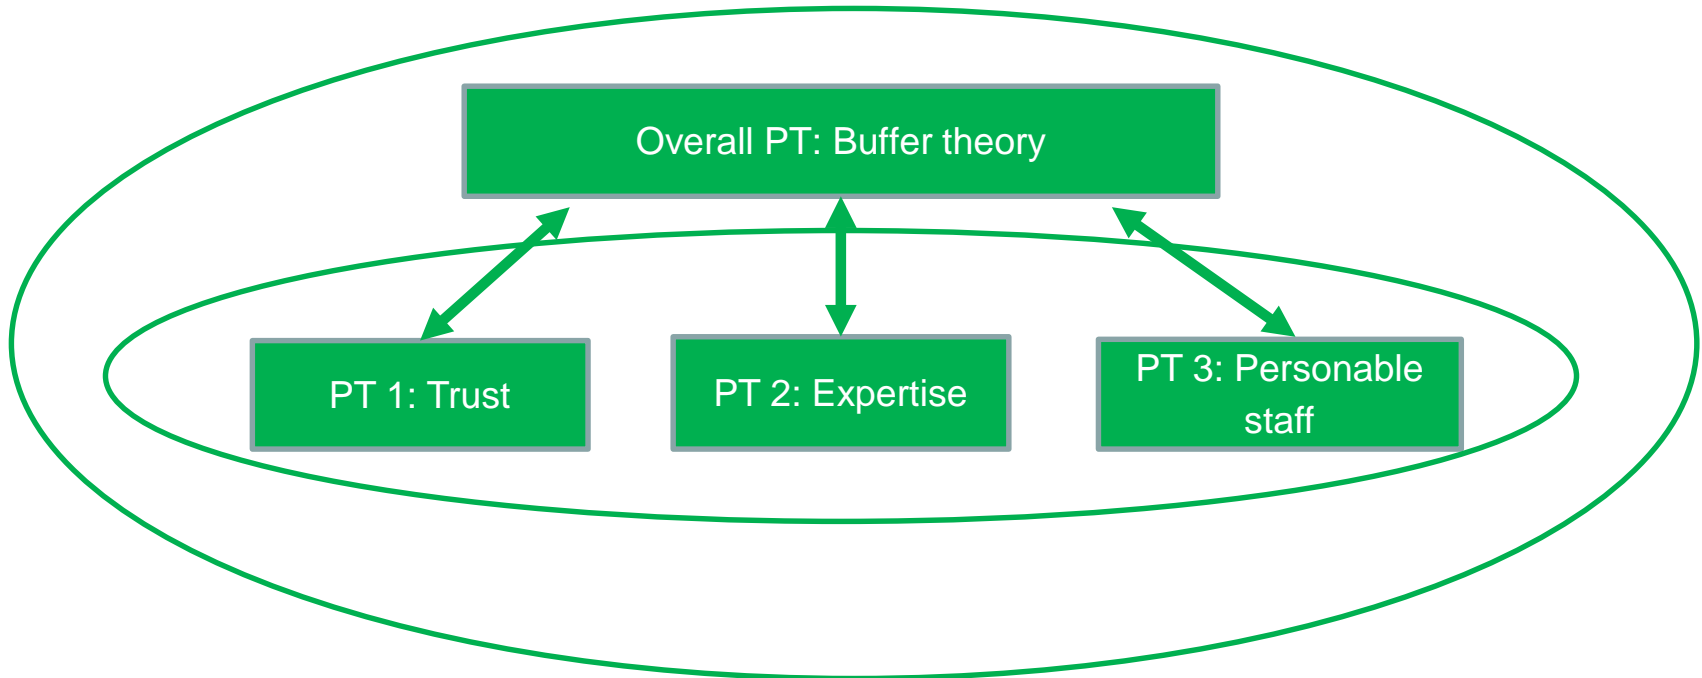 Overall PT: Buffer theory
PT 1: Trust
PT 2: Expertise
PT 3: Personable
staff